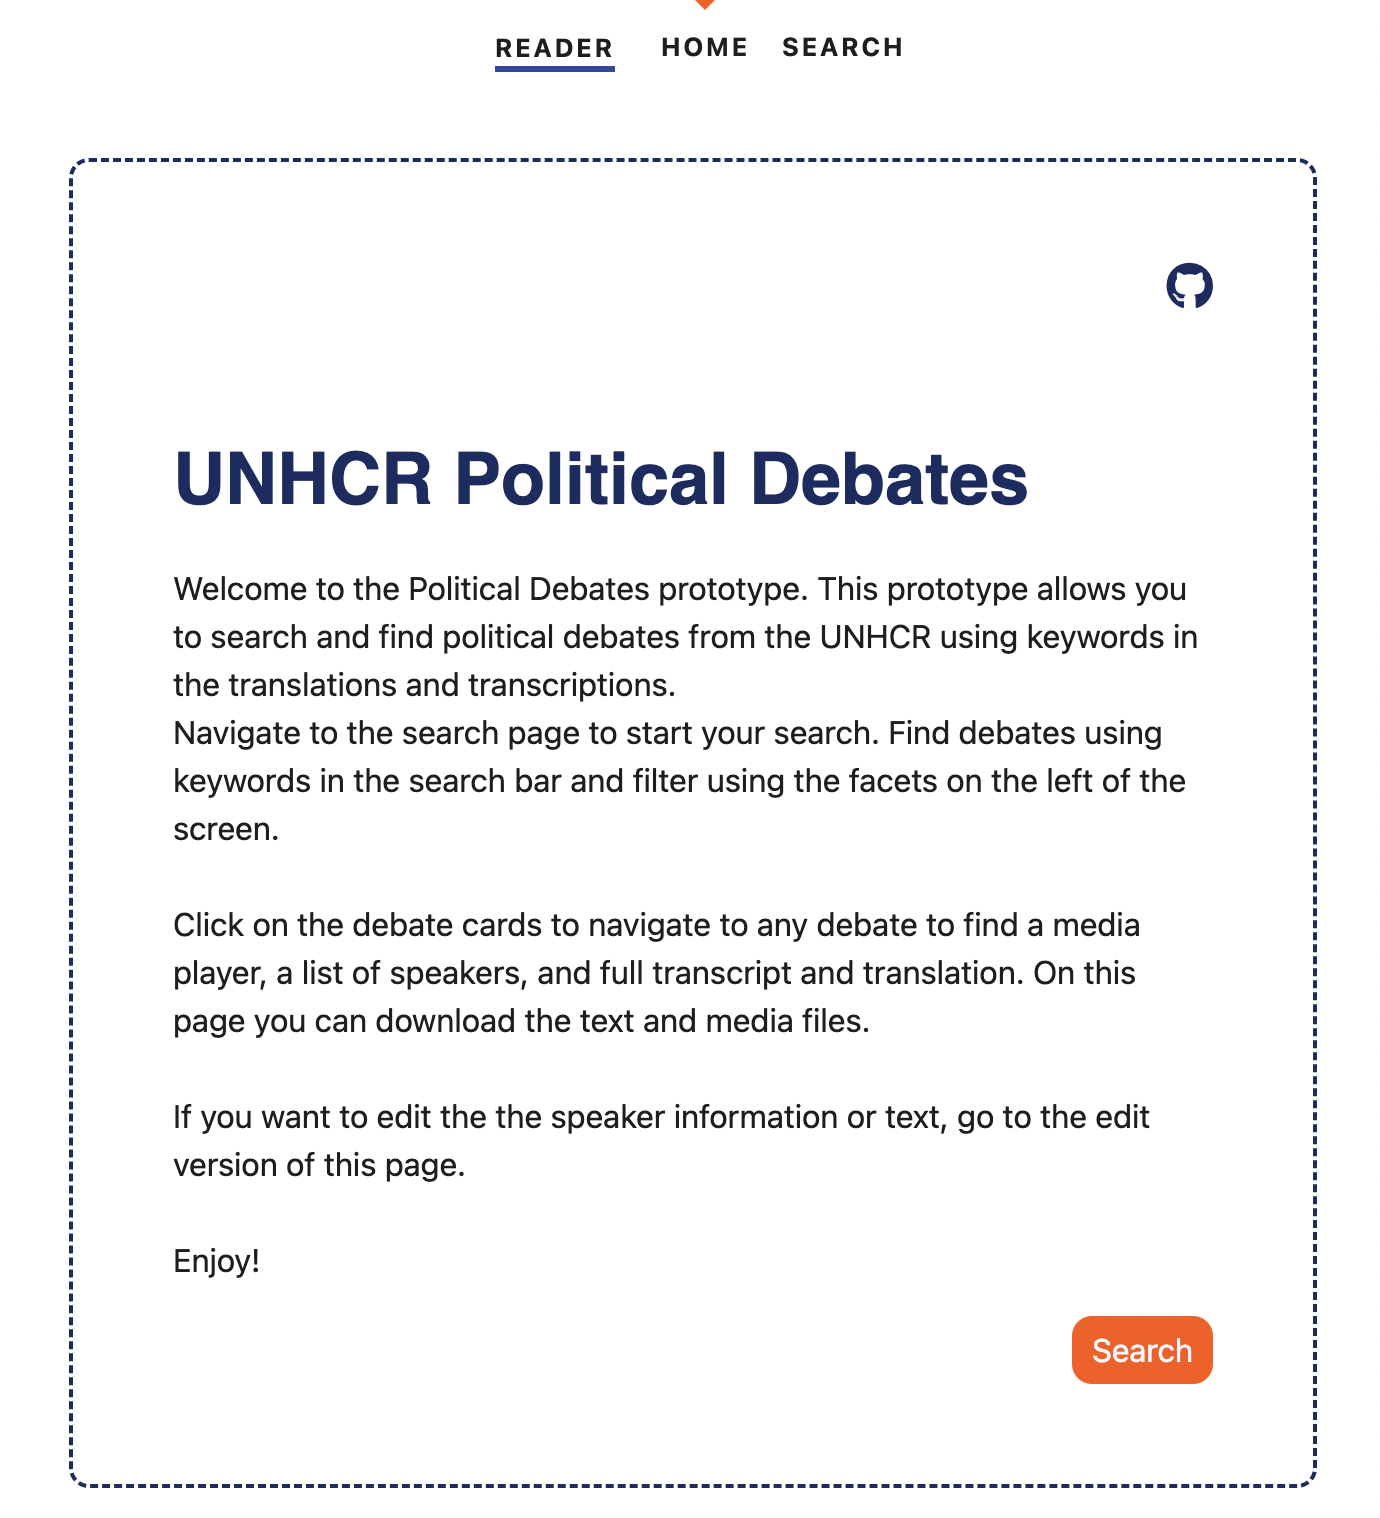 READER HOME SEARCH
UNHCR Political Debates
Welcome to the Political Debates prototype. This prototype allows you
to search and find political debates from the UNHCR using keywords in
the translations and transcriptions.
Navigate to the search page to start your search. Find debates using
keywords in the search bar and filter using the facets on the left of the
screen.
Click on the debate cards to navigate to any debate to find a media
player, a list of speakers, and full transcript and translation. On this
page you can download the text and media files.
If you want to edit the the speaker information or text, go to the edit
version of this page.
Enjoy!
Search